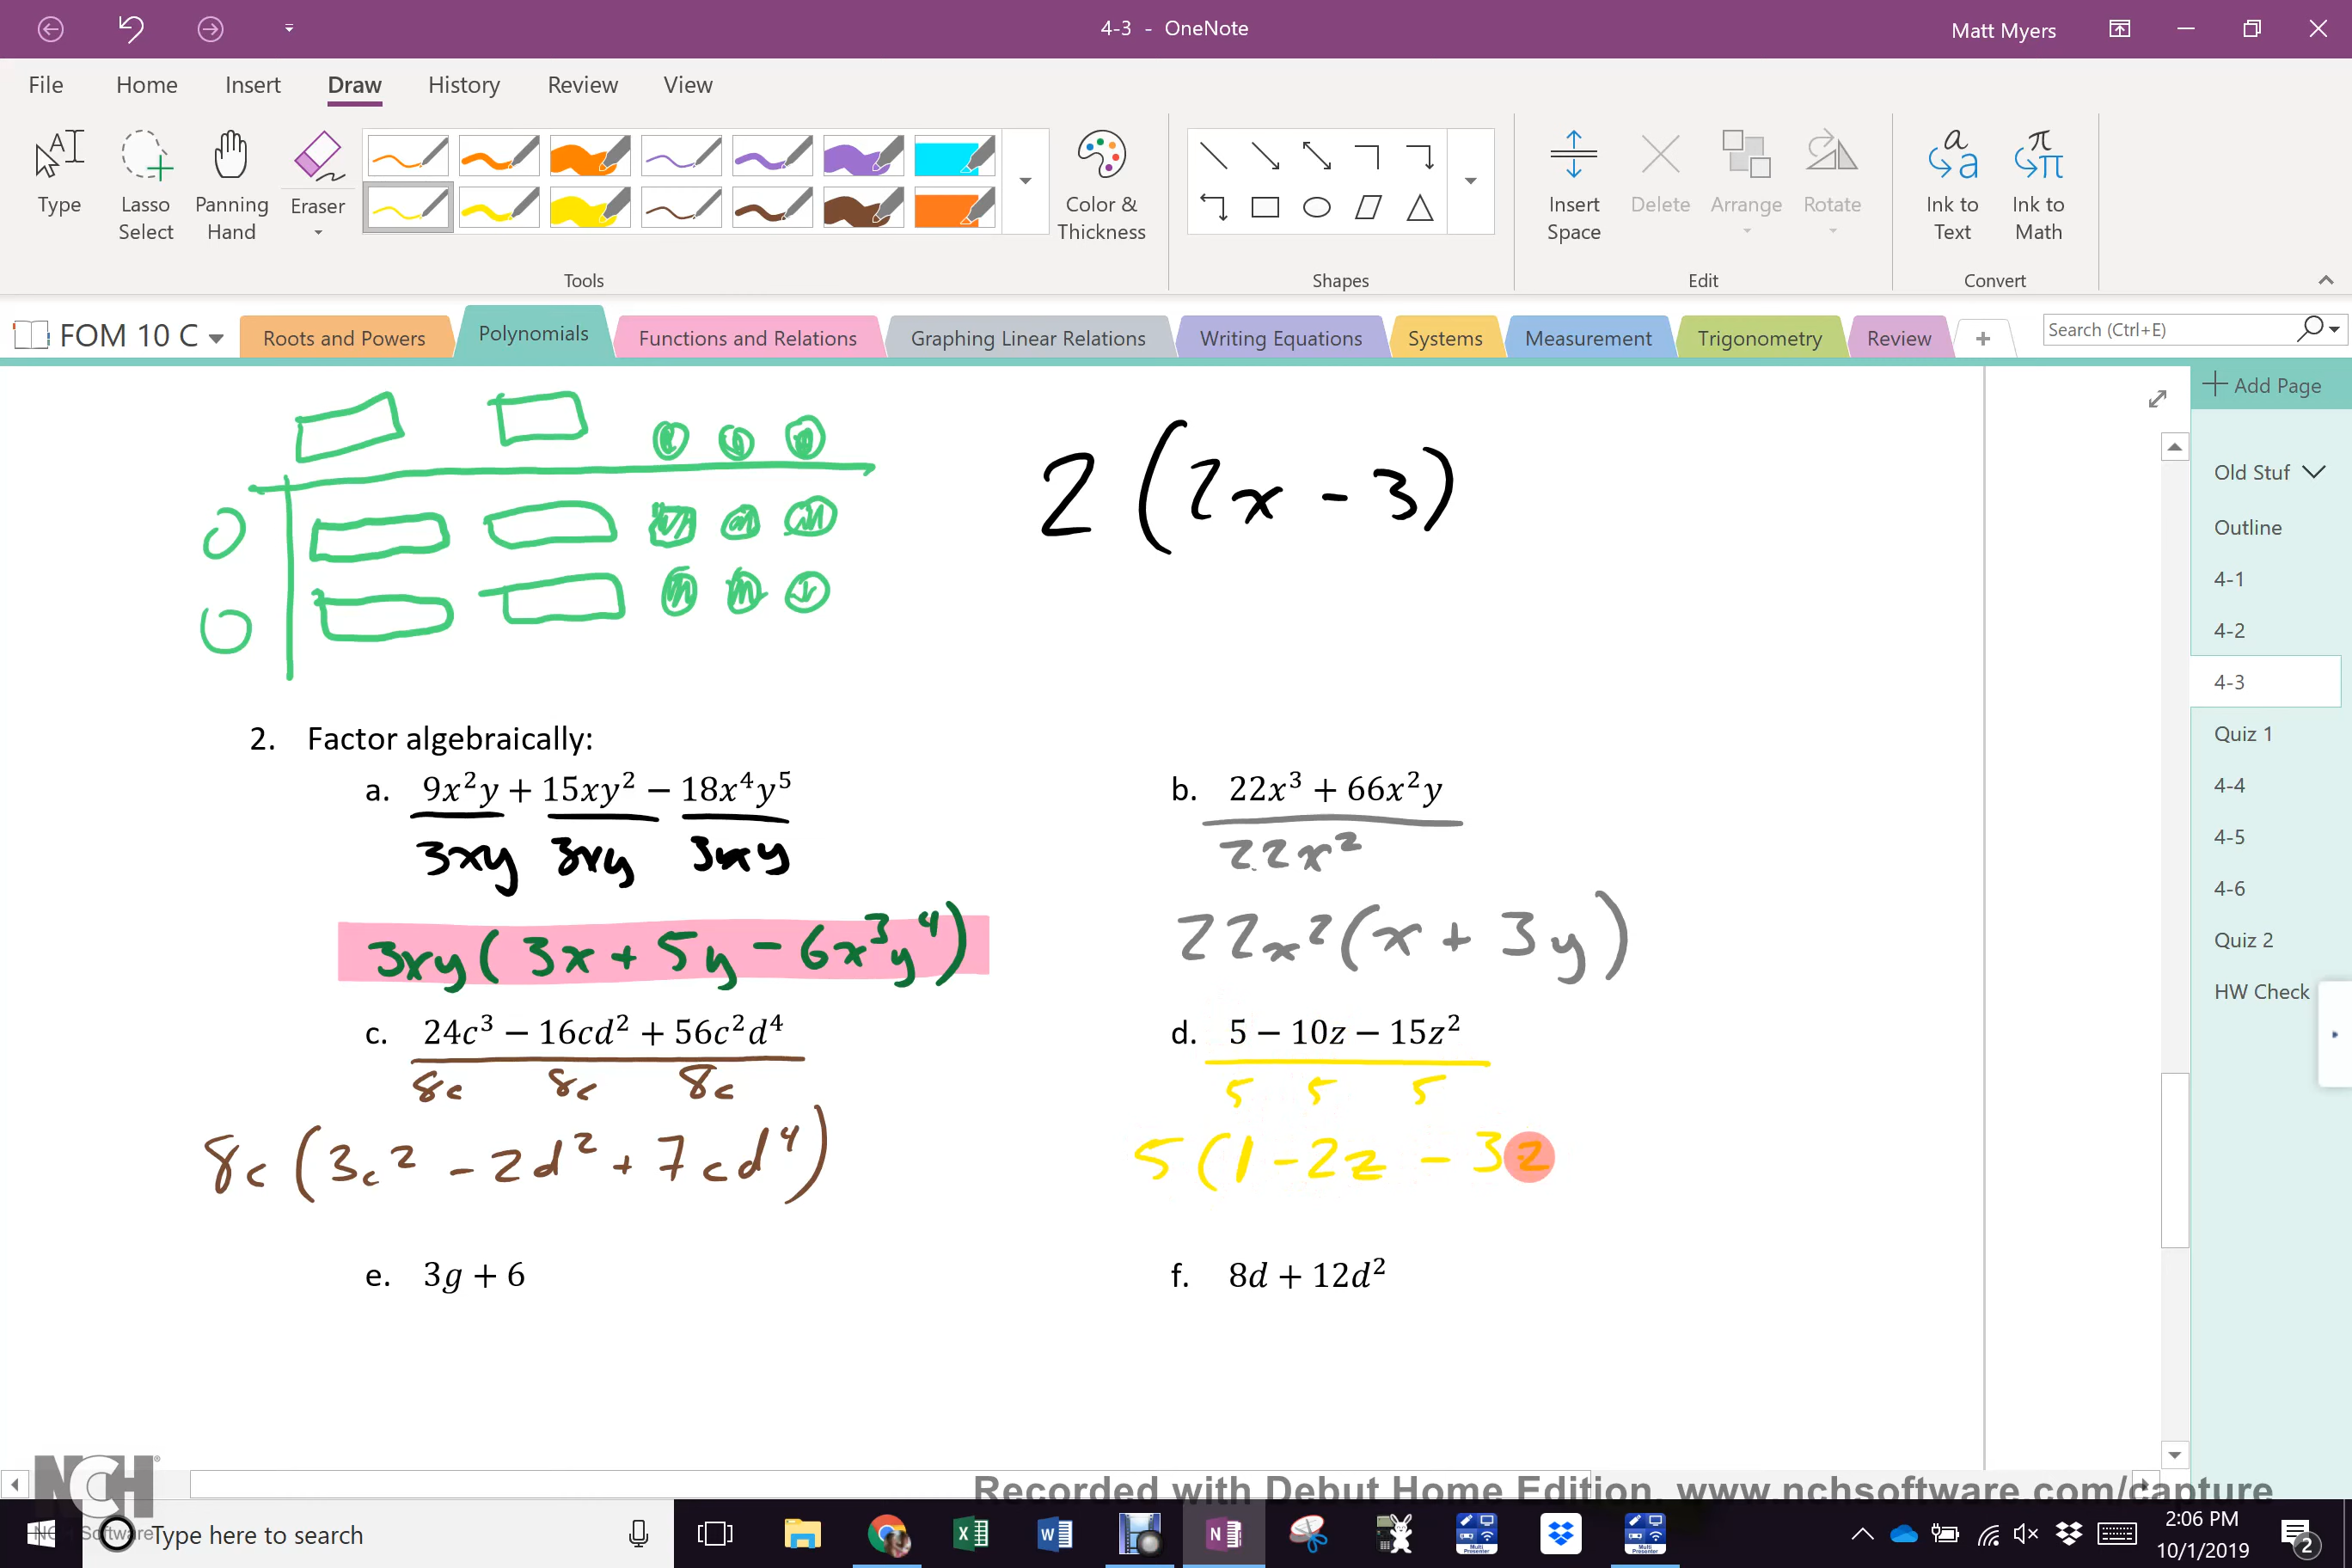 4-3 - OneNote
Matt Myers
File Home Insert Draw History Review View
Type
Lasso Select
Panning Hand
Eraser
Color & Thickness
Insert Space
Delete
Arrange
Rotate
Ink to Text
Ink to Math
Tools
Shapes
Edit
Convert
FOM 10 C
Roots and Powers
Polynomials
Functions and Relations
Graphing Linear Relations
Writing Equations
Systems
Measurement
Trigonometry
Review
Search (Ctrl+E)
Add Page
Old Stuf
Outline
4-1
4-2
4-3
Quiz 1
4-4
4-5
4-6
Quiz 2
HW Check
2(2x - 3)
2. Factor algebraically:
a. 9x²y + 15xy² − 18x⁴y⁵
3xy 3xy 3xy
3xy(3x + 5y - 6x³y⁴)
b. 22x³ + 66x²y
22x²
22x²(x + 3y)
c. 24c³ − 16cd² + 56c²d⁴
8c 8c 8c
8c(3c² - 2d² + 7cd⁴)
d. 5 − 10z − 15z²
5 5 5
5(1 - 2z - 3z
e. 3g + 6
f. 8d + 12d²
NCH
NCH Software
Recorded with Debut Home Edition. www.nchsoftware.com/capture
Type here to search
2:06 PM
10/1/2019
2